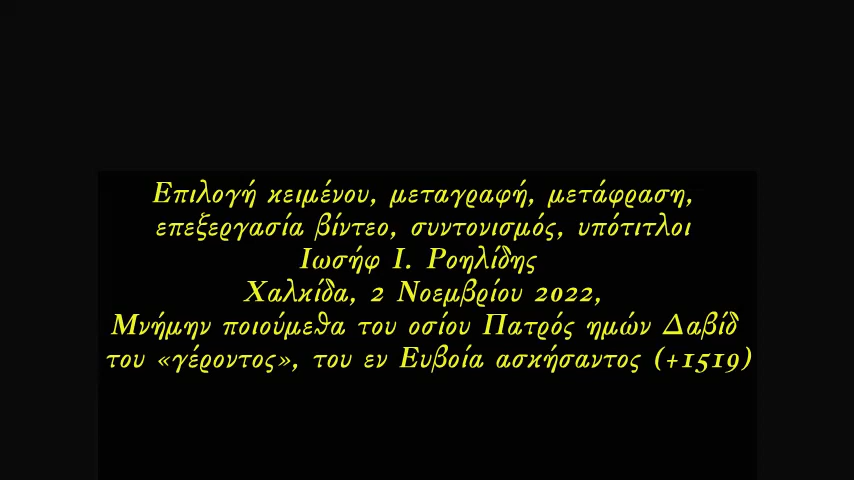 Επιλογή κειμένου, μεταγραφή, μετάφραση,
επεξεργασία βίντεο, συντονισμός, υπότιτλοι
Ιωσήφ Ι. Ροηλίδης
Χαλκίδα, 2 Νοεμβρίου 2022,
Μνήμην ποιούμεθα του οσίου Πατρός ημών Δαβίδ
του «γέροντος», του εν Ευβοία ασκήσαντος (+1519)